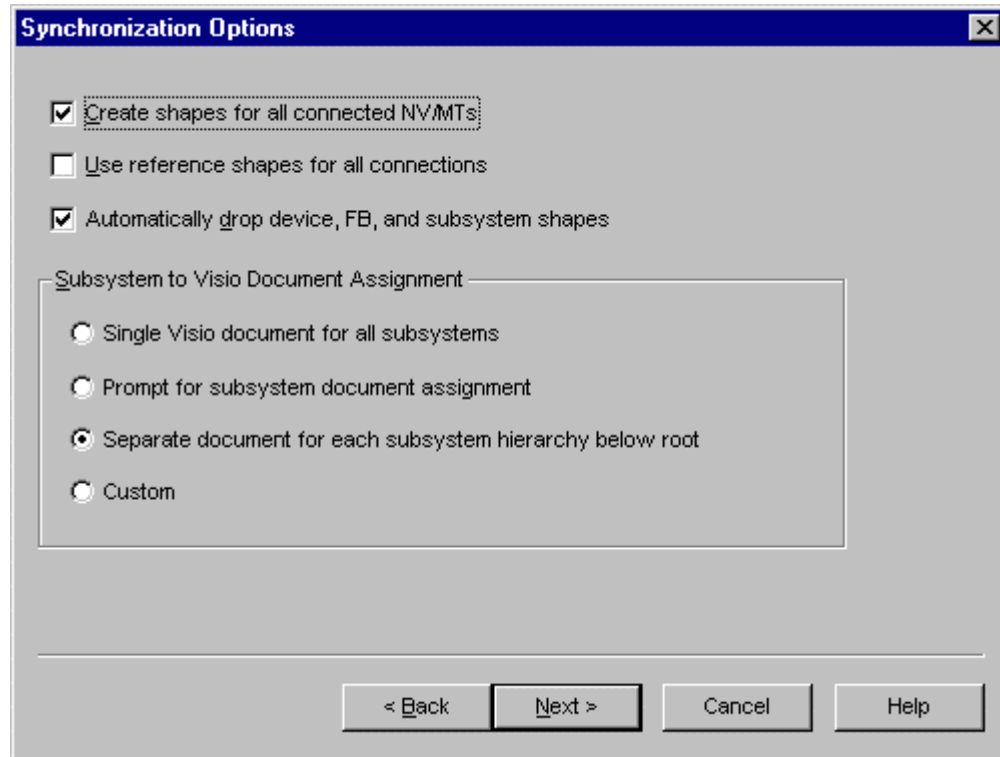 Synchronization Options
Create shapes for all connected NV/MTs
Use reference shapes for all connections
Automatically drop device, FB, and subsystem shapes
Subsystem to Visio Document Assignment
Single Visio document for all subsystems
Prompt for subsystem document assignment
Separate document for each subsystem hierarchy below root
Custom
< Back Next > Cancel Help